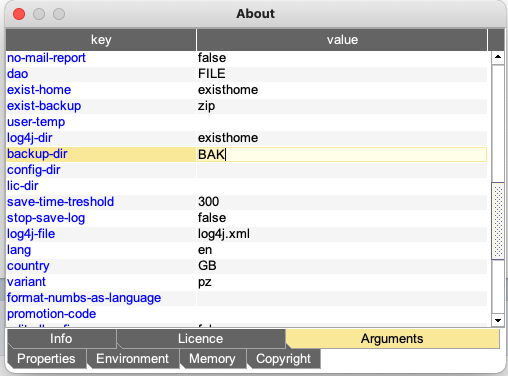 About
key value
no-mail-report false
dao FILE
exist-home existhome
exist-backup zip
user-temp
log4j-dir existhome
backup-dir BAK
config-dir
lic-dir
save-time-treshold 300
stop-save-log false
log4j-file log4j.xml
lang en
country GB
variant pz
format-numbs-as-language
promotion-code
Info Licence Arguments
Properties Environment Memory Copyright